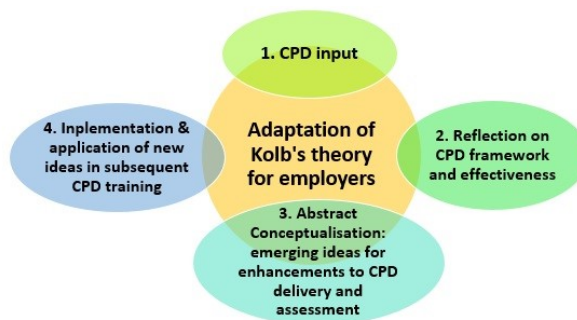 1. CPD input
Adaptation of
Kolb's theory
for employers
2. Reflection on
CPD framework
and effectiveness
3. Abstract
Conceptualisation:
emerging ideas for
enhancements to CPD
delivery and
assessment
4. Inplementation &
application of new
ideas in subsequent
CPD training